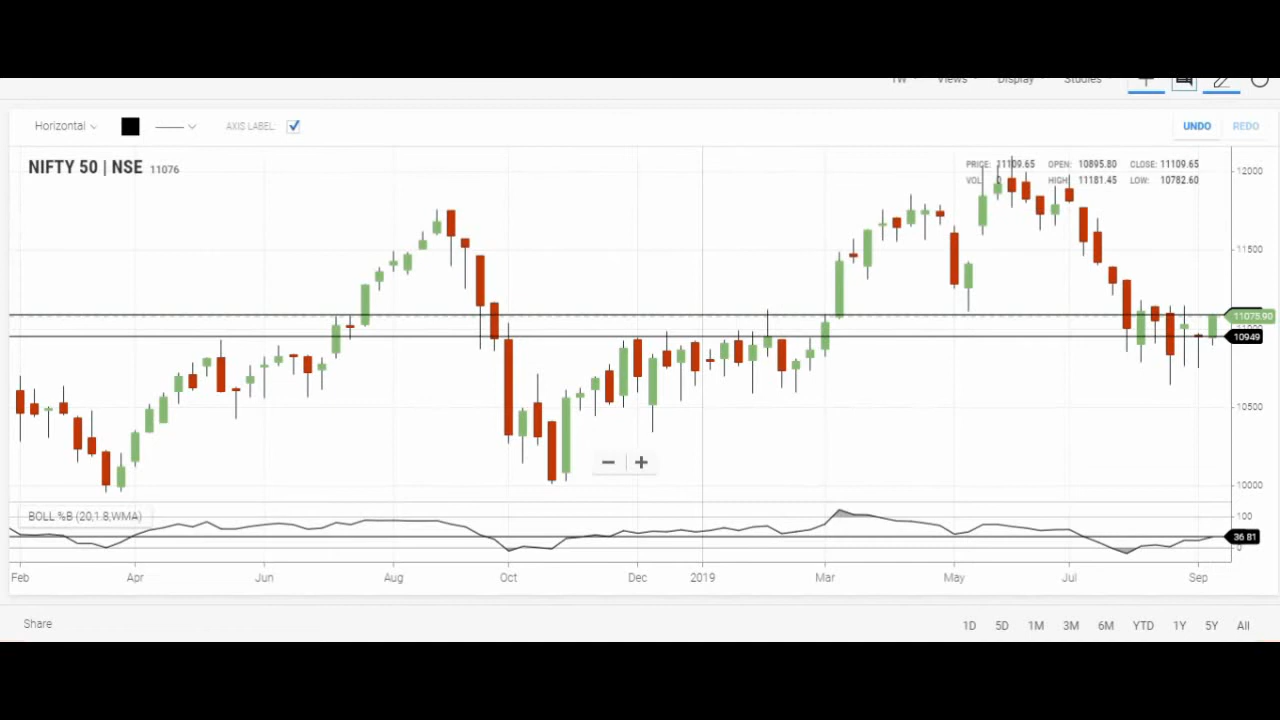 1W Views Display Studies
Horizontal AXIS LABEL: UNDO REDO
NIFTY 50 | NSE 11076
PRICE: 11109.65 OPEN: 10895.80 CLOSE: 11109.65
VOL: 0 HIGH: 11181.45 LOW: 10782.60
12000
11500
11075.90
10949
10500
10000
BOLL %B (20,1.8,WMA)
100
36.81
0
Feb Apr Jun Aug Oct Dec 2019 Mar May Jul Sep
Share
1D 5D 1M 3M 6M YTD 1Y 5Y All